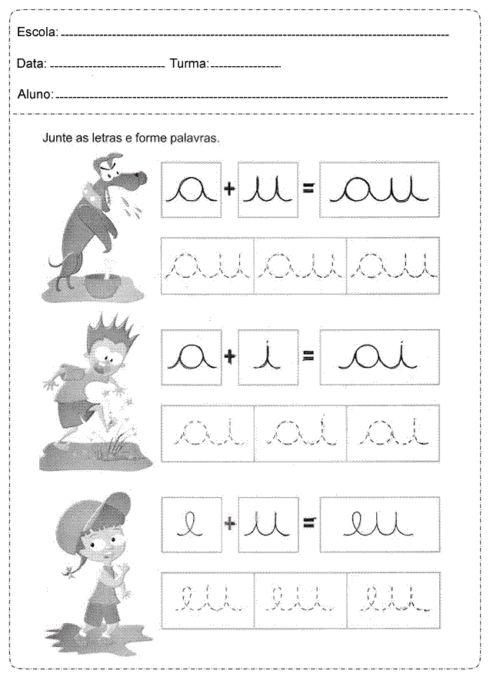 Escola:
Data: Turma:
Aluno:
Junte as letras e forme palavras.
a + u = au
au au au
a + i = ai
ai ai ai
e + u = eu
eu eu eu